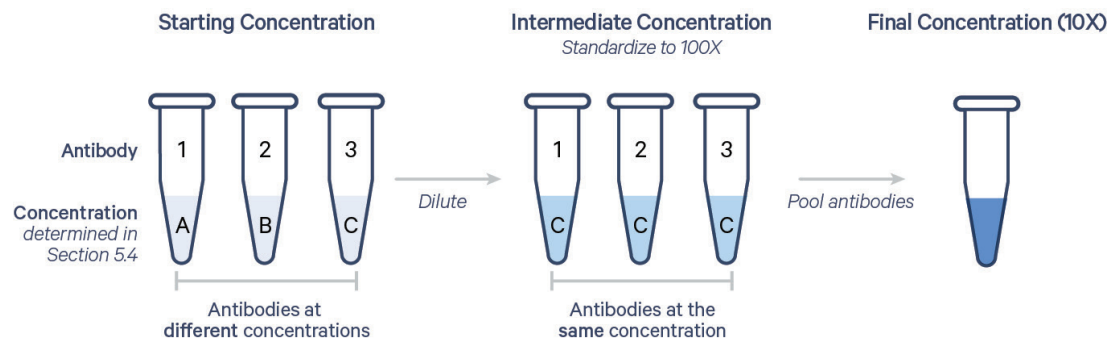 Starting Concentration
Intermediate Concentration
Standardize to 100X
Final Concentration (10X)
Antibody
1
2
3
1
2
3
Dilute
Pool antibodies
Concentration
determined in
Section 5.4
A
B
C
C
C
C
Antibodies at
different concentrations
Antibodies at the
same concentration